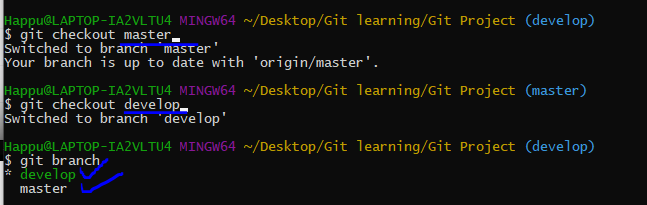 Happu@LAPTOP-IA2VLTU4 MINGW64 ~/Desktop/Git learning/Git Project (develop)
$ git checkout master
Switched to branch 'master'
Your branch is up to date with 'origin/master'.
Happu@LAPTOP-IA2VLTU4 MINGW64 ~/Desktop/Git learning/Git Project (master)
$ git checkout develop
Switched to branch 'develop'
Happu@LAPTOP-IA2VLTU4 MINGW64 ~/Desktop/Git learning/Git Project (develop)
$ git branch
* develop
  master